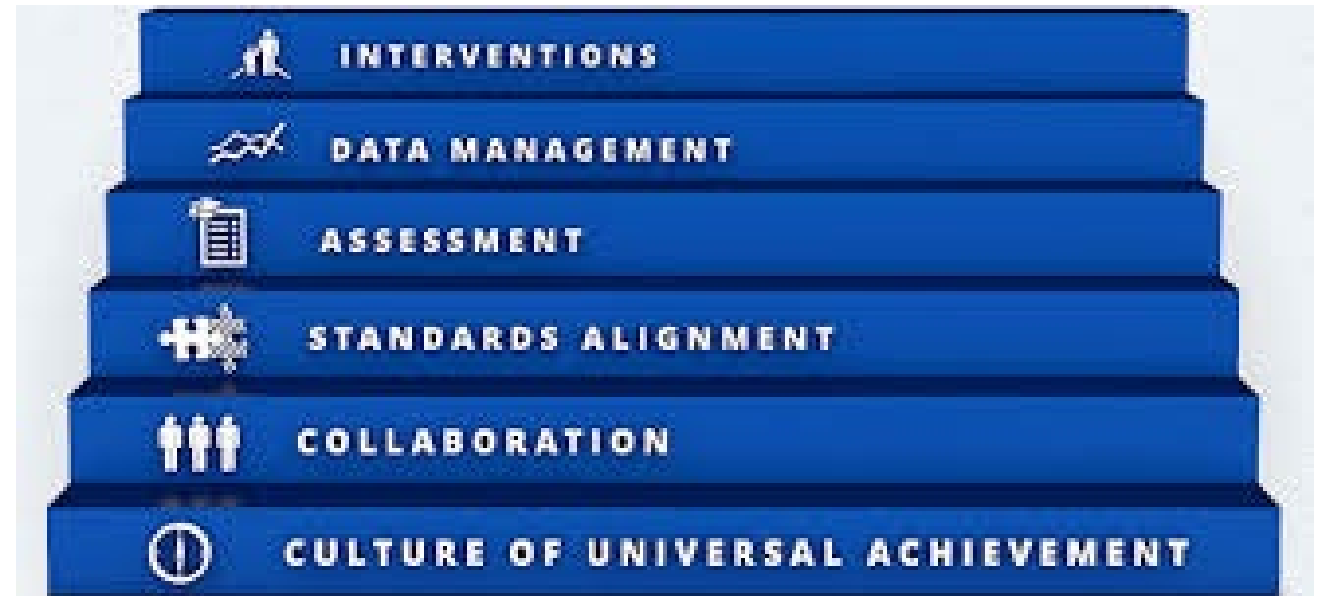 INTERVENTIONS
DATA MANAGEMENT
ASSESSMENT
STANDARDS ALIGNMENT
COLLABORATION
CULTURE OF UNIVERSAL ACHIEVEMENT